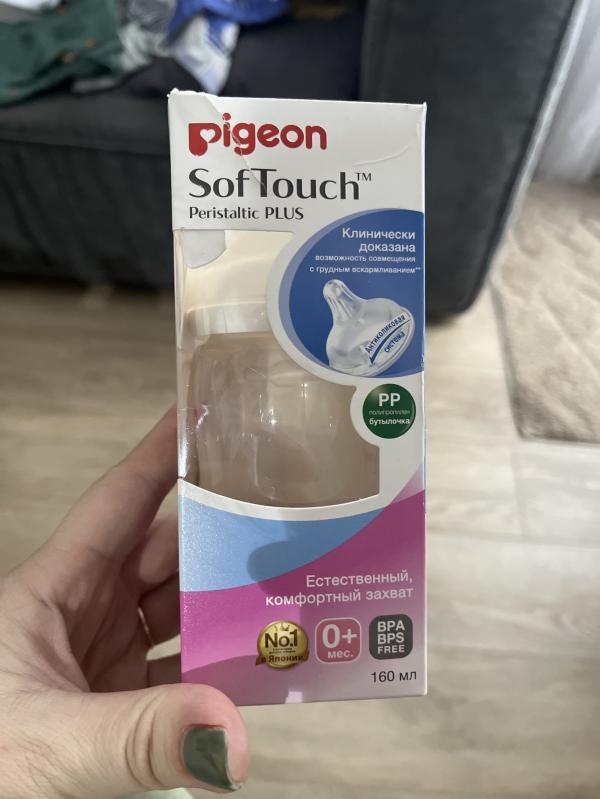 pigeon
SofTouch™
Peristaltic PLUS
Клинически
доказана
возможность совмещения
с грудным вскармливанием**
Антиколиковая
система
PP
полипропилен
бутылочка
Естественный,
комфортный захват
No.1
в Японии
0+
мес.
BPA
BPS
FREE
160 мл